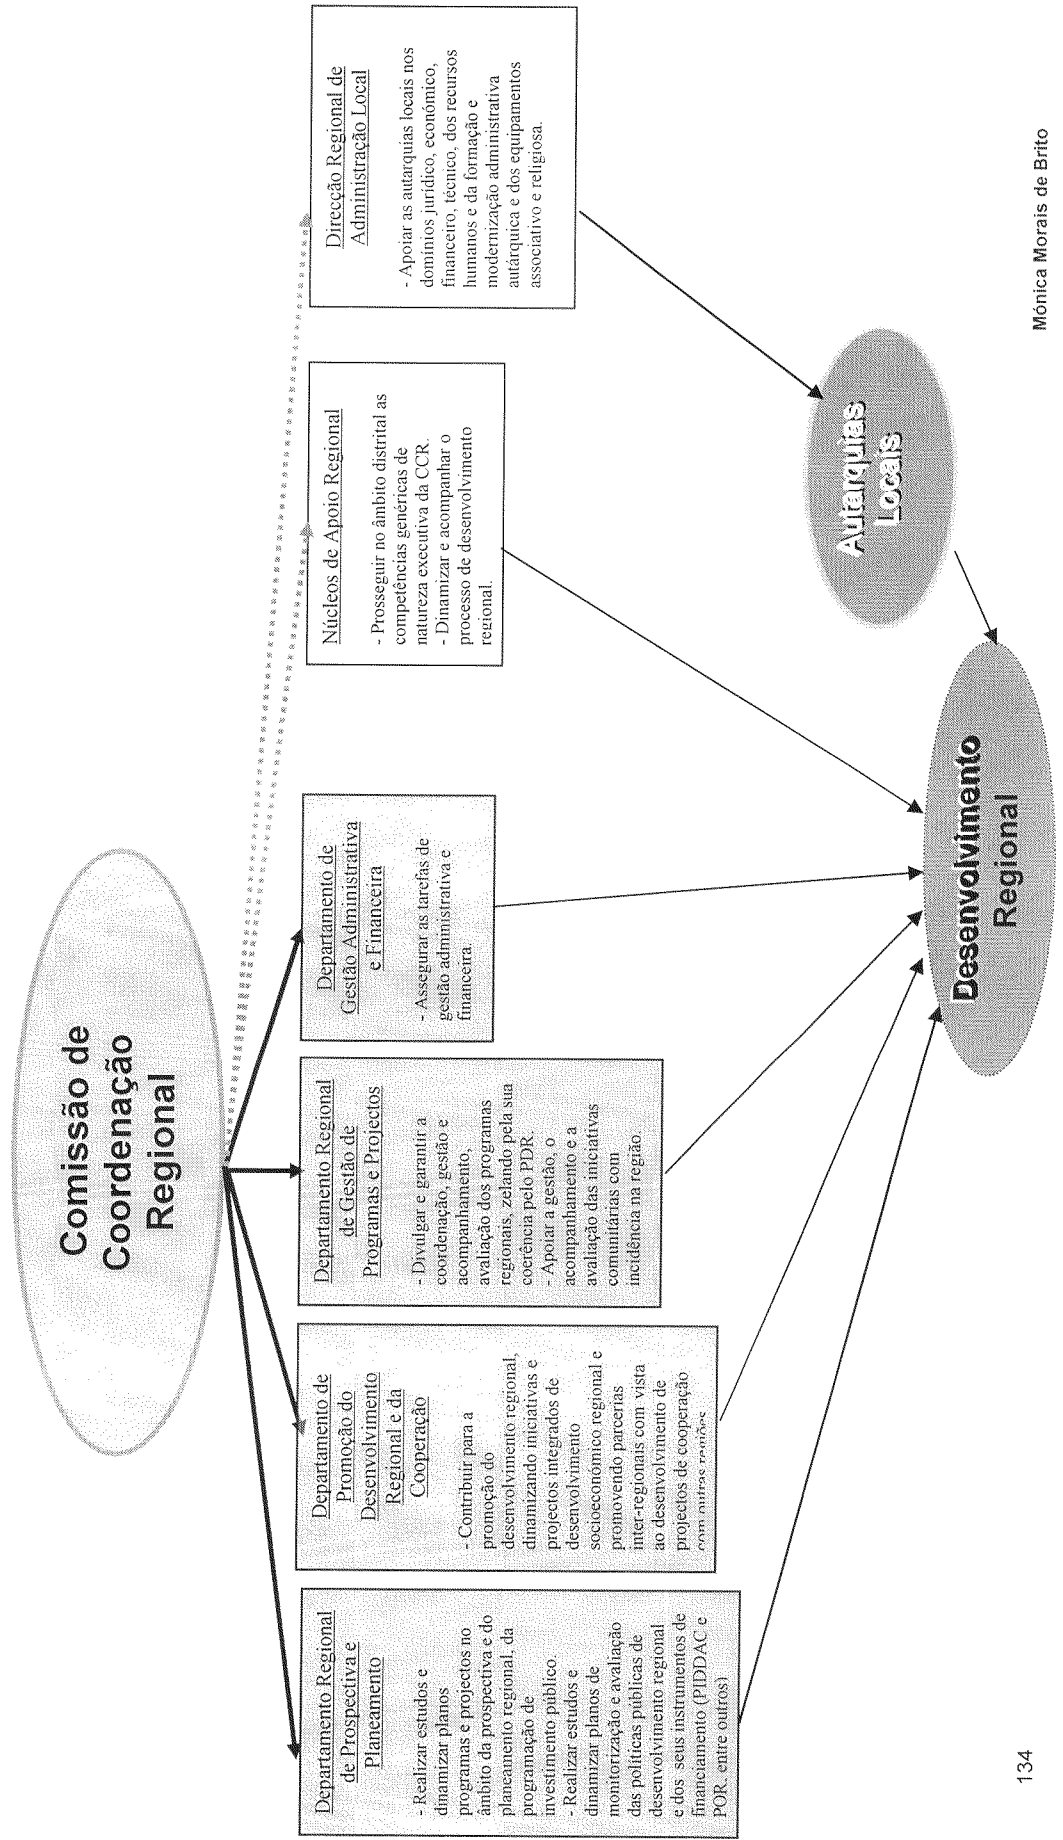 Comissão de
Coordenação
Regional
Departamento Regional
de Prospectiva e
Planeamento
- Realizar estudos e
dinamizar planos
programas e projectos no
âmbito da prospectiva e do
planeamento regional, da
programação de
investimento público.
- Realizar estudos e
dinamizar planos de
monitorização e avaliação
das políticas públicas de
desenvolvimento regional
e dos seus instrumentos de
financiamento (PIDDAC e
POR, entre outros)
Departamento de
Promoção do
Desenvolvimento
Regional e da
Cooperação
- Contribuir para a
promoção do
desenvolvimento regional,
dinamizando iniciativas e
projectos integrados de
desenvolvimento
socioeconómico regional e
promovendo parcerias
inter-regionais com vista
ao desenvolvimento de
projectos de cooperação
com outras regiões
Departamento Regional
de Gestão de
Programas e Projectos
- Divulgar e garantir a
coordenação, gestão e
acompanhamento,
avaliação dos programas
regionais, zelando pela sua
coerência pelo PDR.
- Apoiar a gestão, o
acompanhamento e a
avaliação das iniciativas
comunitárias com
incidência na região.
Departamento de
Gestão Administrativa
e Financeira
- Assegurar as tarefas de
gestão administrativa e
financeira.
Núcleos de Apoio Regional
- Prosseguir no âmbito distrital as
competências genéricas de
natureza executiva da CCR.
- Dinamizar e acompanhar o
processo de desenvolvimento
regional.
Direcção Regional de
Administração Local
- Apoiar as autarquias locais nos
domínios jurídico, económico,
financeiro, técnico, dos recursos
humanos e da formação e
modernização administrativa
autárquica e dos equipamentos
associativo e religiosa.
Autarquias
Locais
Desenvolvimento
Regional
134
Mónica Morais de Brito